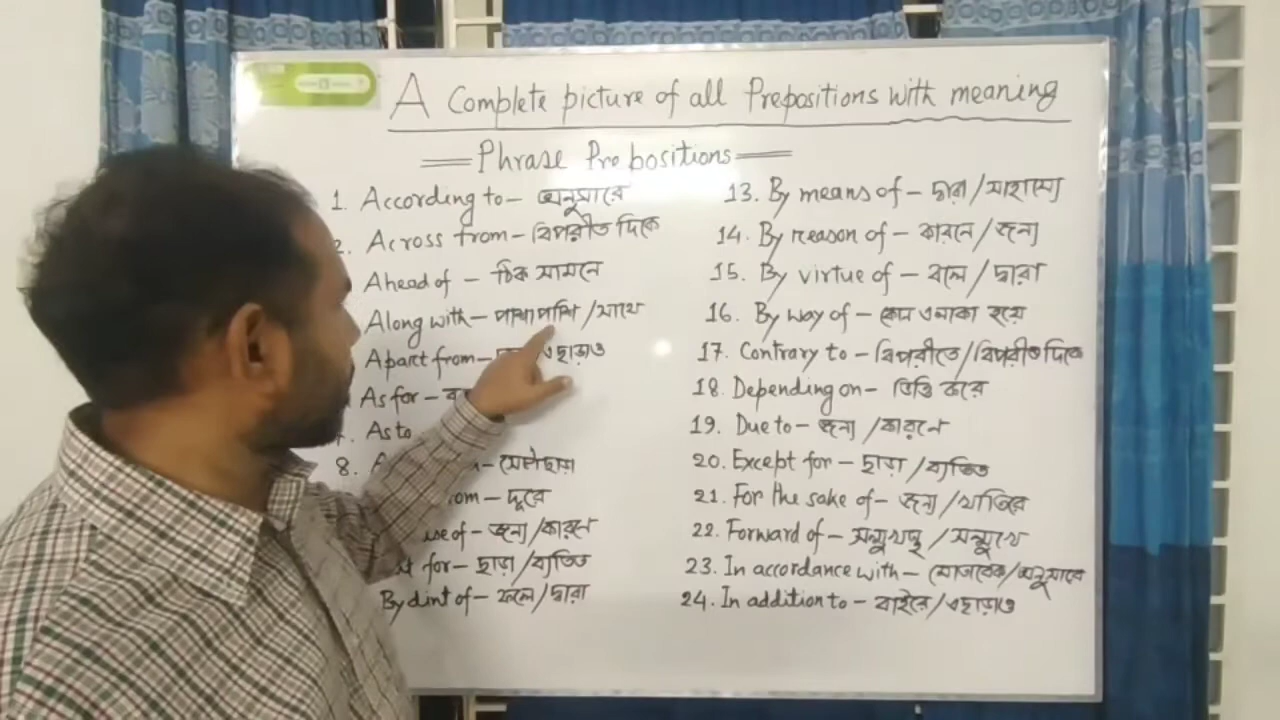 A Complete picture of all Prepositions with meaning
Phrase Prepositions
1. According to – অনুসারে
2. Across from – বিপরীত দিকে
Ahead of – ঠিক সামনে
Along with – পাশাপাশি / সাথে
Apart from – এছাড়াও
As for –
As to
8. – সোর্স ছাড়া
from – দূরে
use of – জন্য / কারনে
for – ছাড়া / ব্যতিত
By dint of – ফলে / দ্বারা
13. By means of – দ্বারা / সাহায্যে
14. By reason of – কারনে / জন্য
15. By virtue of – বলে / দ্বারা
16. By way of – কোন এলাকা হয়ে
17. Contrary to – বিপরীতে / বিপরীত দিকে
18. Depending on – ভিত্তি করে
19. Due to – জন্য / কারনে
20. Except for – ছাড়া / ব্যতিত
21. For the sake of – জন্য / খাতিরে
22. Forward of – সম্মুখস্থ / সম্মুখে
23. In accordance with – মোতাবেক / অনুসারে
24. In addition to – বাইরে / এছাড়াও